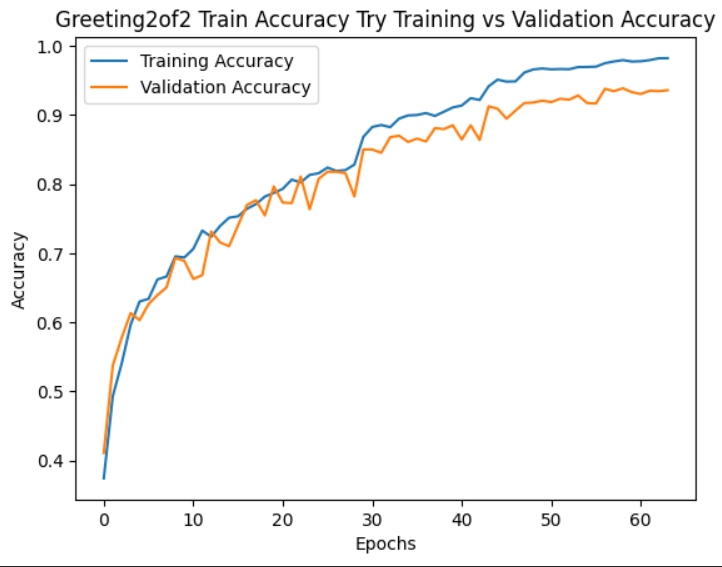 Greeting2of2 Train Accuracy Try Training vs Validation Accuracy
Training Accuracy
Validation Accuracy
1.0
0.9
0.8
0.7
0.6
0.5
0.4
Accuracy
0 10 20 30 40 50 60
Epochs